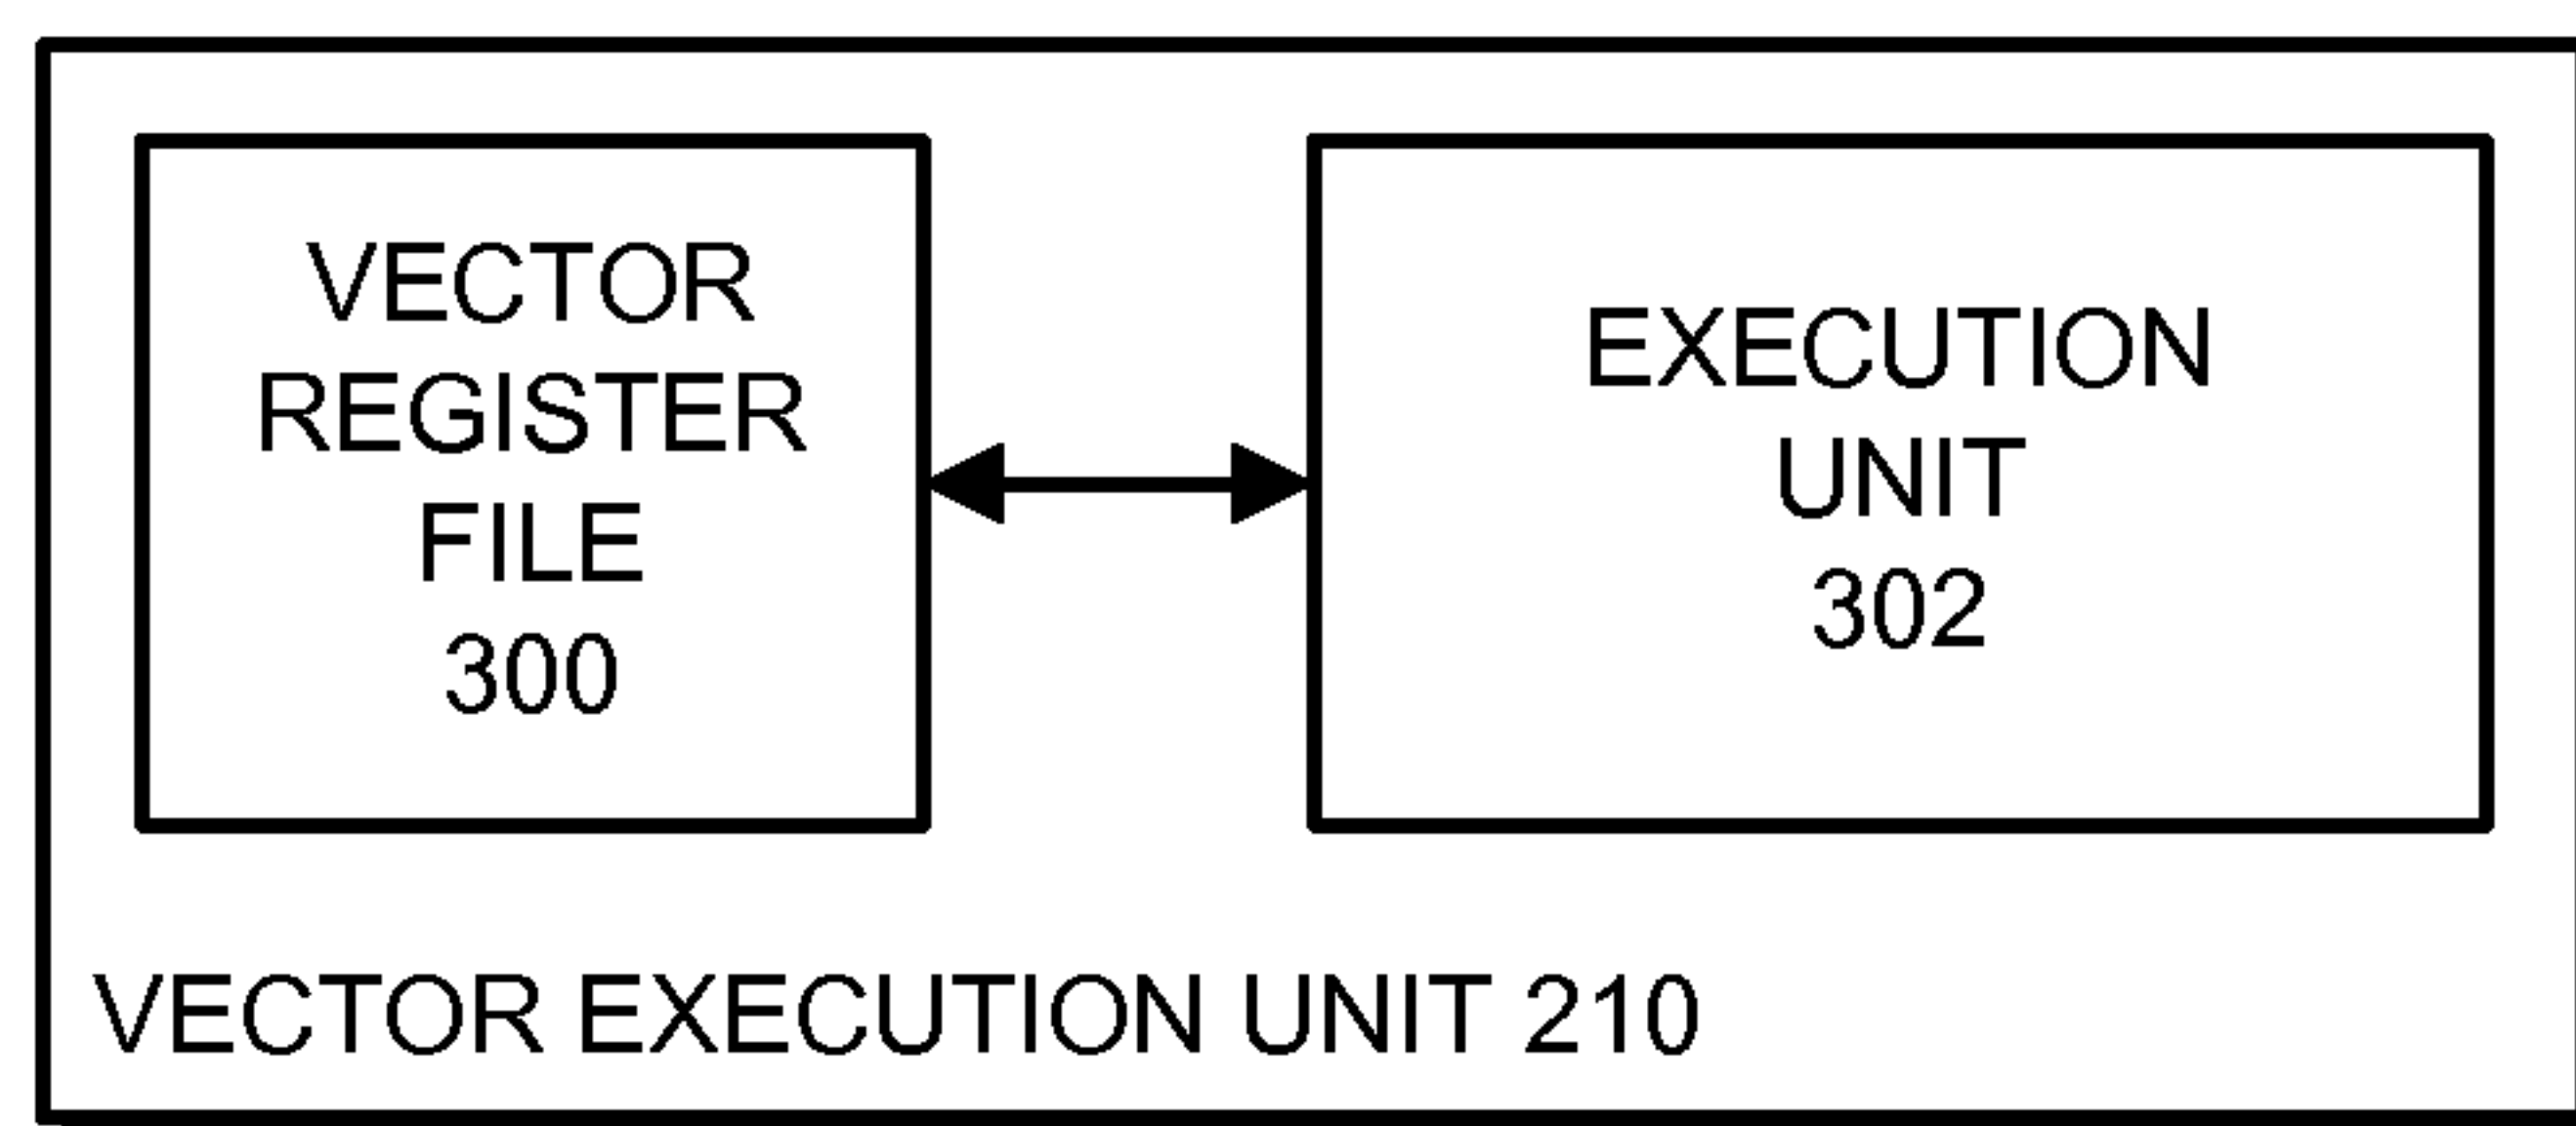 VECTOR
REGISTER
FILE
300
EXECUTION
UNIT
302
VECTOR EXECUTION UNIT 210